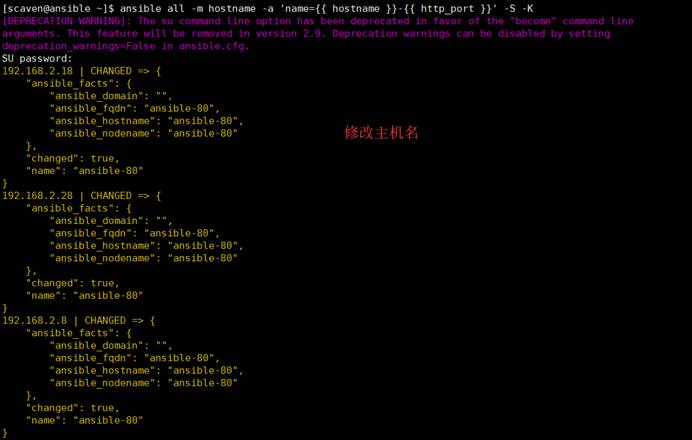 [scaven@ansible ~]$ ansible all -m hostname -a 'name={{ hostname }}-{{ http_port }}' -S -K
[DEPRECATION WARNING]: The su command line option has been deprecated in favor of the "become" command line
arguments. This feature will be removed in version 2.9. Deprecation warnings can be disabled by setting
deprecation_warnings=False in ansible.cfg.
SU password:
192.168.2.18 | CHANGED => {
    "ansible_facts": {
        "ansible_domain": "",
        "ansible_fqdn": "ansible-80",
        "ansible_hostname": "ansible-80",
        "ansible_nodename": "ansible-80"
修改主机名
    },
    "changed": true,
    "name": "ansible-80"
}
192.168.2.28 | CHANGED => {
    "ansible_facts": {
        "ansible_domain": "",
        "ansible_fqdn": "ansible-80",
        "ansible_hostname": "ansible-80",
        "ansible_nodename": "ansible-80"
    },
    "changed": true,
    "name": "ansible-80"
}
192.168.2.8 | CHANGED => {
    "ansible_facts": {
        "ansible_domain": "",
        "ansible_fqdn": "ansible-80",
        "ansible_hostname": "ansible-80",
        "ansible_nodename": "ansible-80"
    },
    "changed": true,
    "name": "ansible-80"
}